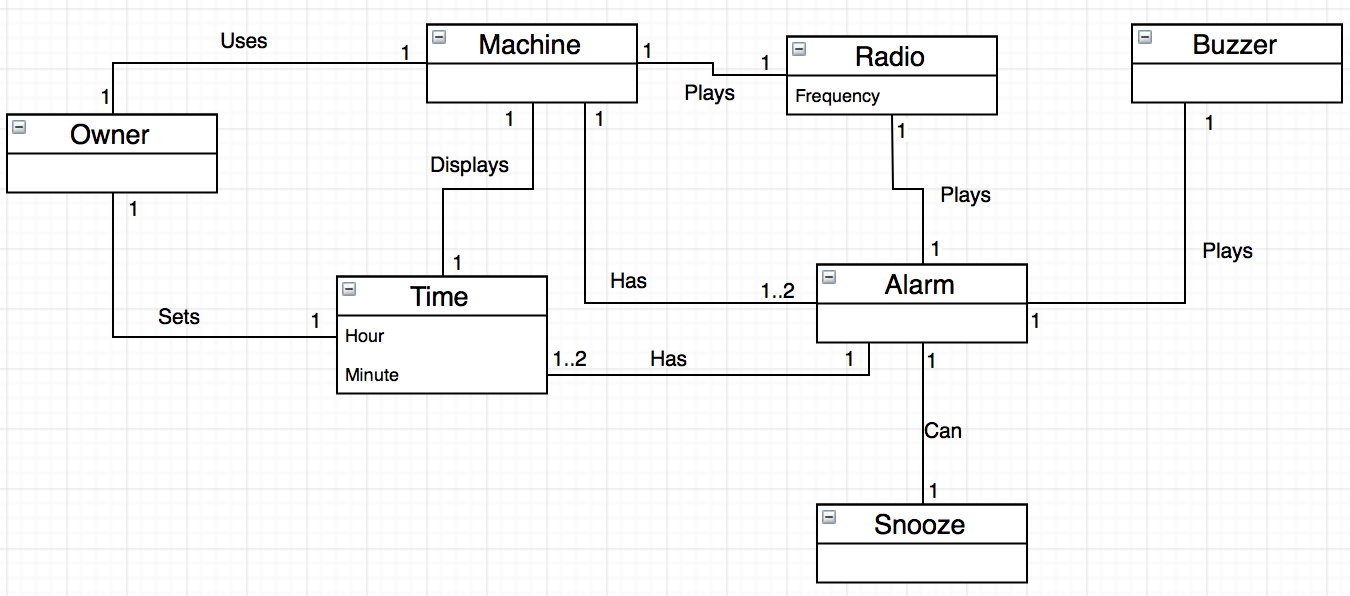 Uses
1
1
Machine
1
1
Plays
Radio
Frequency
Buzzer
Owner
1
1
1
1
1
Displays
Plays
1
1
Plays
Sets
1
Time
Hour
Minute
Has
1..2
Alarm
1
1..2
Has
1
1
Can
1
Snooze